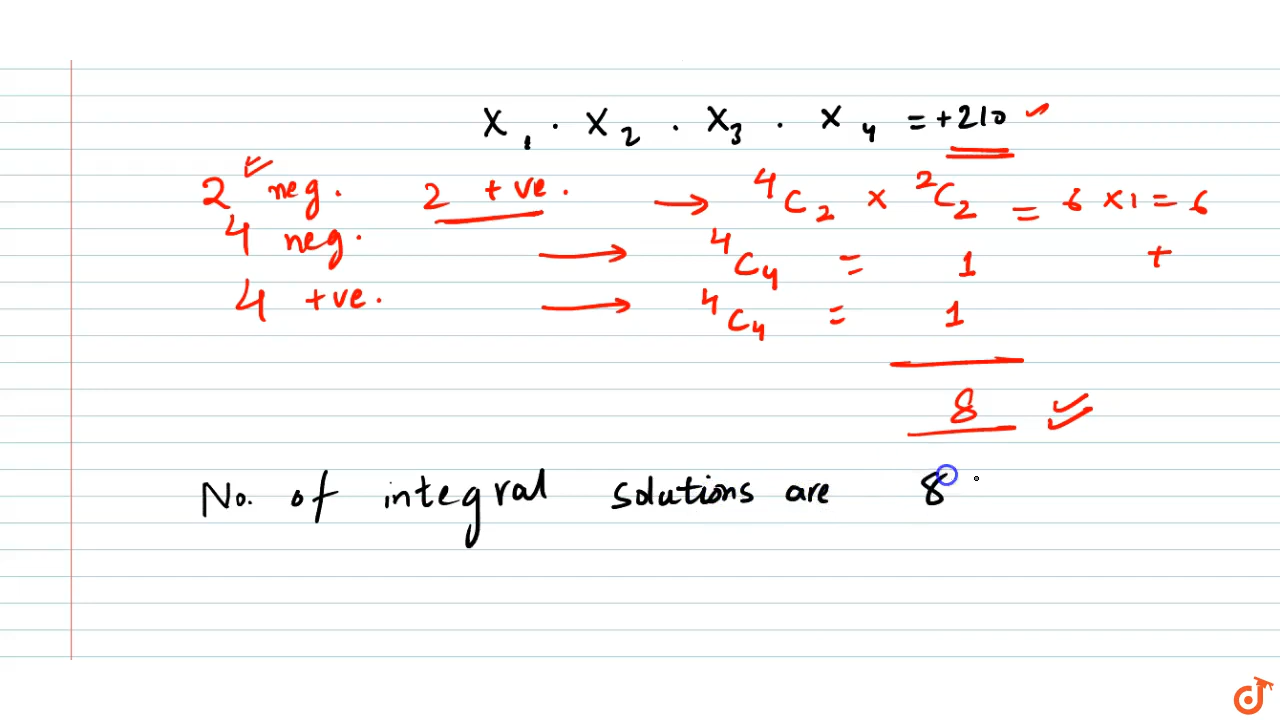 X₁ . X₂ . X₃ . X₄ = +210 ✓
2 neg. 2 +ve. → ⁴C₂ × ²C₂ = 6 × 1 = 6
4 neg. → ⁴C₄ = 1 +
4 +ve. → ⁴C₄ = 1
8 ✓
No. of integral solutions are 8.